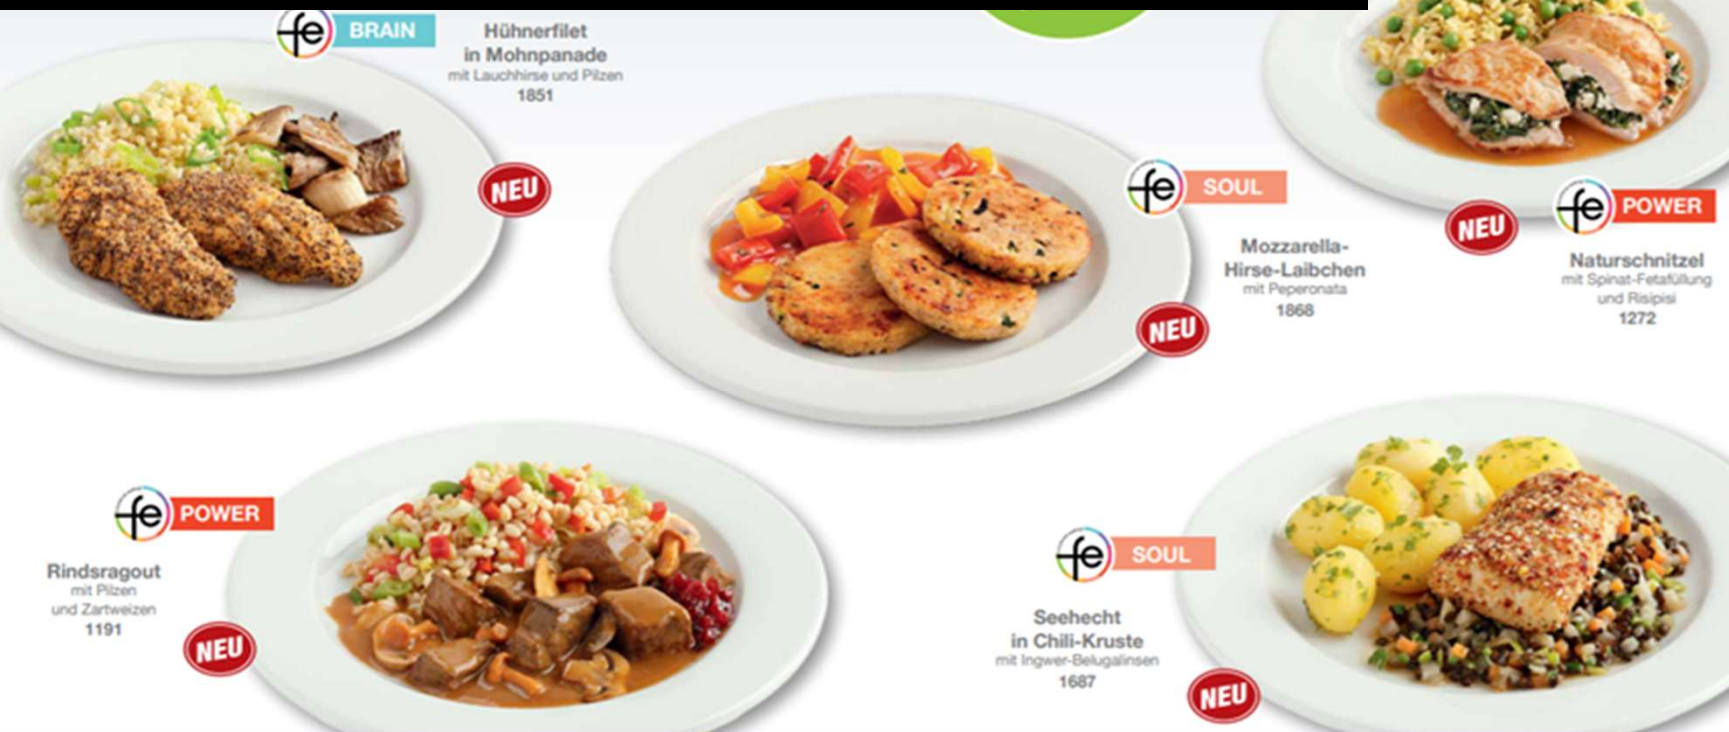 fe BRAIN
Hühnerfilet
in Mohnpanade
mit Lauchhirse und Pilzen
1851
NEU
fe SOUL
Mozzarella-
Hirse-Laibchen
mit Peperonata
1868
NEU
fe POWER
Naturschnitzel
mit Spinat-Fetafüllung
und Risipisi
1272
NEU
fe POWER
Rindsragout
mit Pilzen
und Zartweizen
1191
NEU
fe SOUL
Seehecht
in Chili-Kruste
mit Ingwer-Belugalinsen
1687
NEU